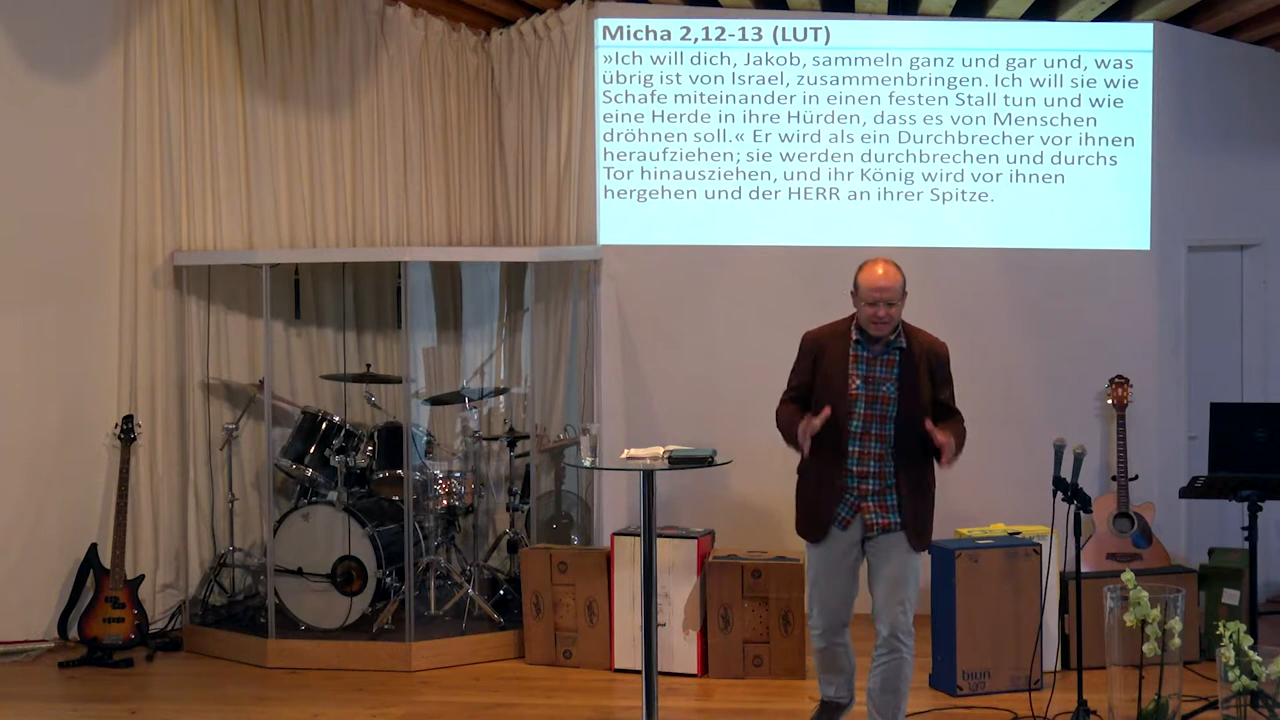 Micha 2,12-13 (LUT)
»Ich will dich, Jakob, sammeln ganz und gar und, was
übrig ist von Israel, zusammenbringen. Ich will sie wie
Schafe miteinander in einen festen Stall tun und wie
eine Herde in ihre Hürden, dass es von Menschen
dröhnen soll.« Er wird als ein Durchbrecher vor ihnen
heraufziehen; sie werden durchbrechen und durchs
Tor hinausziehen, und ihr König wird vor ihnen
hergehen und der HERR an ihrer Spitze.